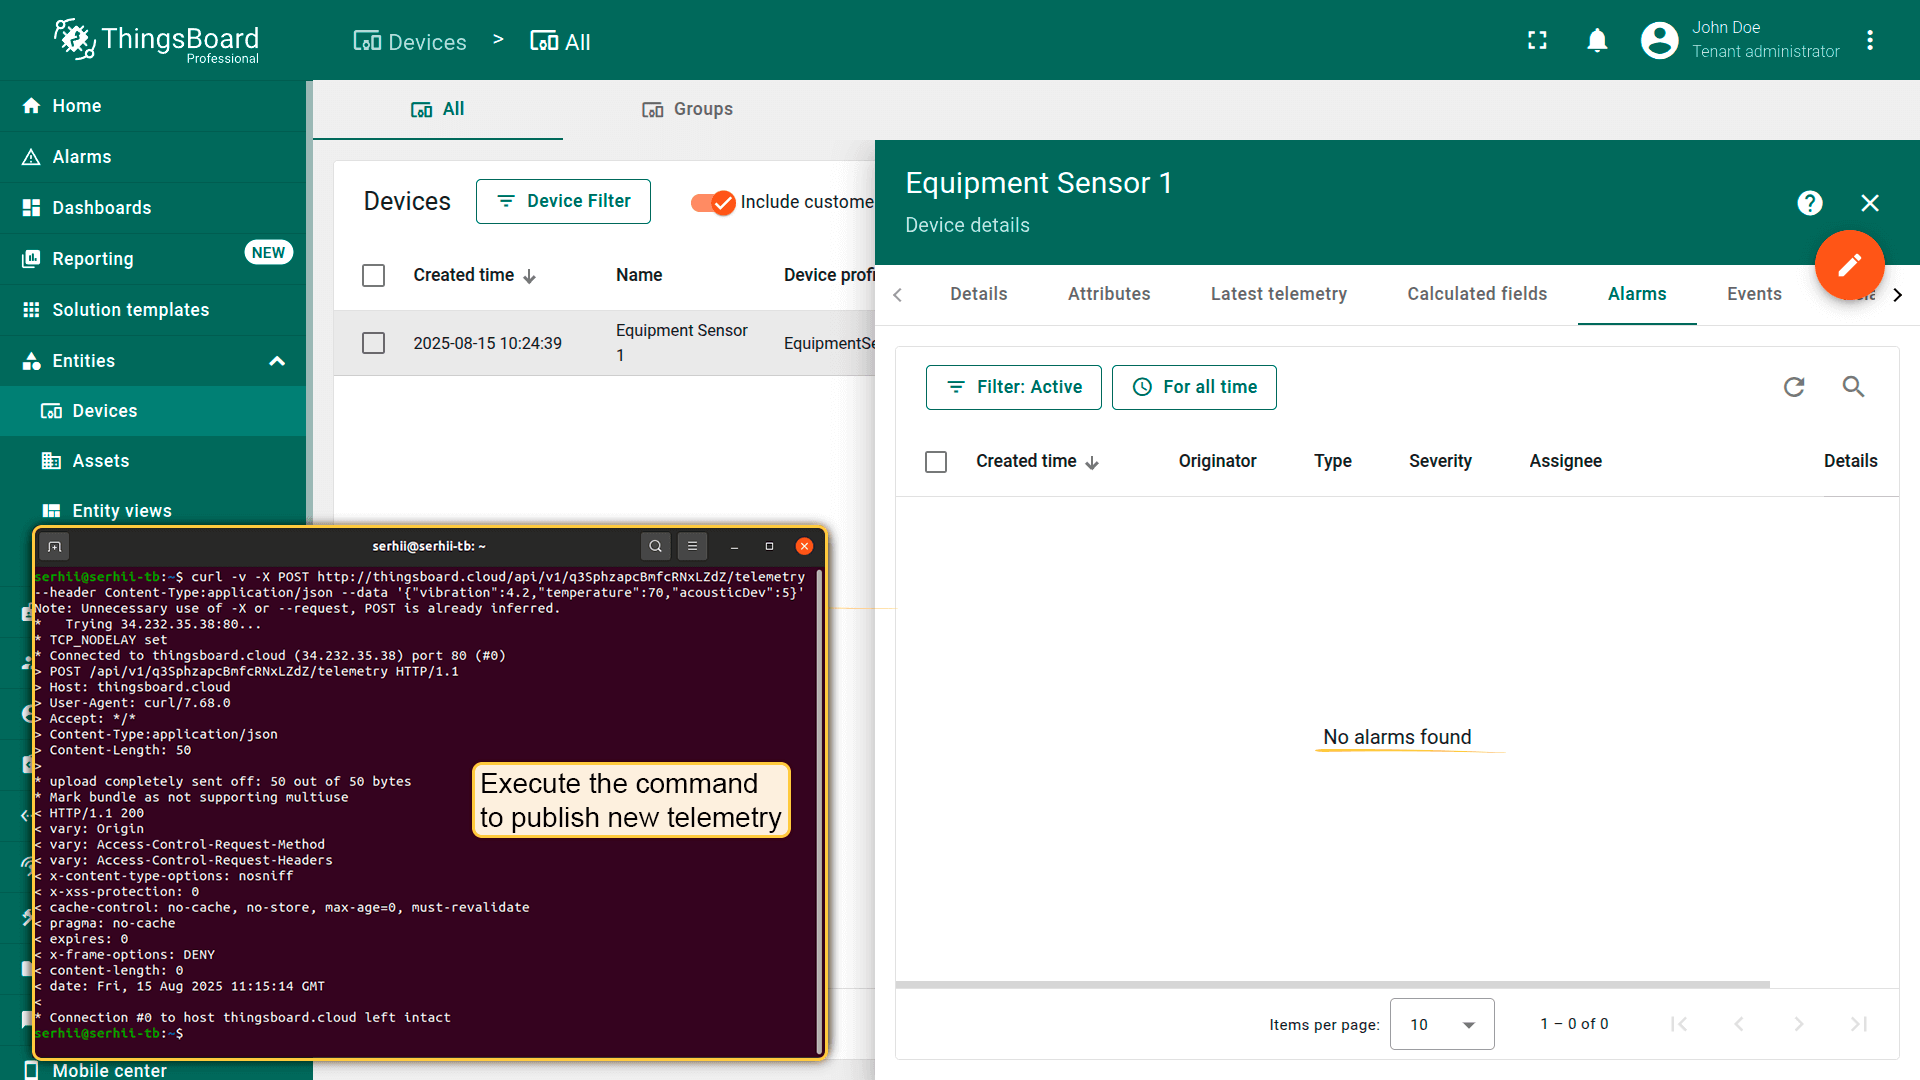 ThingsBoard
Professional
Devices > All
John Doe
Tenant administrator
Home
Alarms
Dashboards
Reporting NEW
Solution templates
Entities
Devices
Assets
Entity views
Mobile center
All Groups
Devices Device Filter Include custome
Created time Name Device profi
2025-08-15 10:24:39 Equipment Sensor 1 EquipmentSe
Equipment Sensor 1
Device details
Details Attributes Latest telemetry Calculated fields Alarms Events
Filter: Active For all time
Created time Originator Type Severity Assignee Details
No alarms found
Items per page: 10 1 – 0 of 0
serhii@serhii-tb: ~
serhii@serhii-tb:~$ curl -v -X POST http://thingsboard.cloud/api/v1/q3SphzapcBmfcRNxLZdZ/telemetry
--header Content-Type:application/json --data '{"vibration":4.2,"temperature":70,"acousticDev":5}'
Note: Unnecessary use of -X or --request, POST is already inferred.
*   Trying 34.232.35.38:80...
* TCP_NODELAY set
* Connected to thingsboard.cloud (34.232.35.38) port 80 (#0)
> POST /api/v1/q3SphzapcBmfcRNxLZdZ/telemetry HTTP/1.1
> Host: thingsboard.cloud
> User-Agent: curl/7.68.0
> Accept: */*
> Content-Type:application/json
> Content-Length: 50
>
* upload completely sent off: 50 out of 50 bytes
* Mark bundle as not supporting multiuse
< HTTP/1.1 200
< vary: Origin
< vary: Access-Control-Request-Method
< vary: Access-Control-Request-Headers
< x-content-type-options: nosniff
< x-xss-protection: 0
< cache-control: no-cache, no-store, max-age=0, must-revalidate
< pragma: no-cache
< expires: 0
< x-frame-options: DENY
< content-length: 0
< date: Fri, 15 Aug 2025 11:15:14 GMT
<
* Connection #0 to host thingsboard.cloud left intact
serhii@serhii-tb:~$
Execute the command
to publish new telemetry